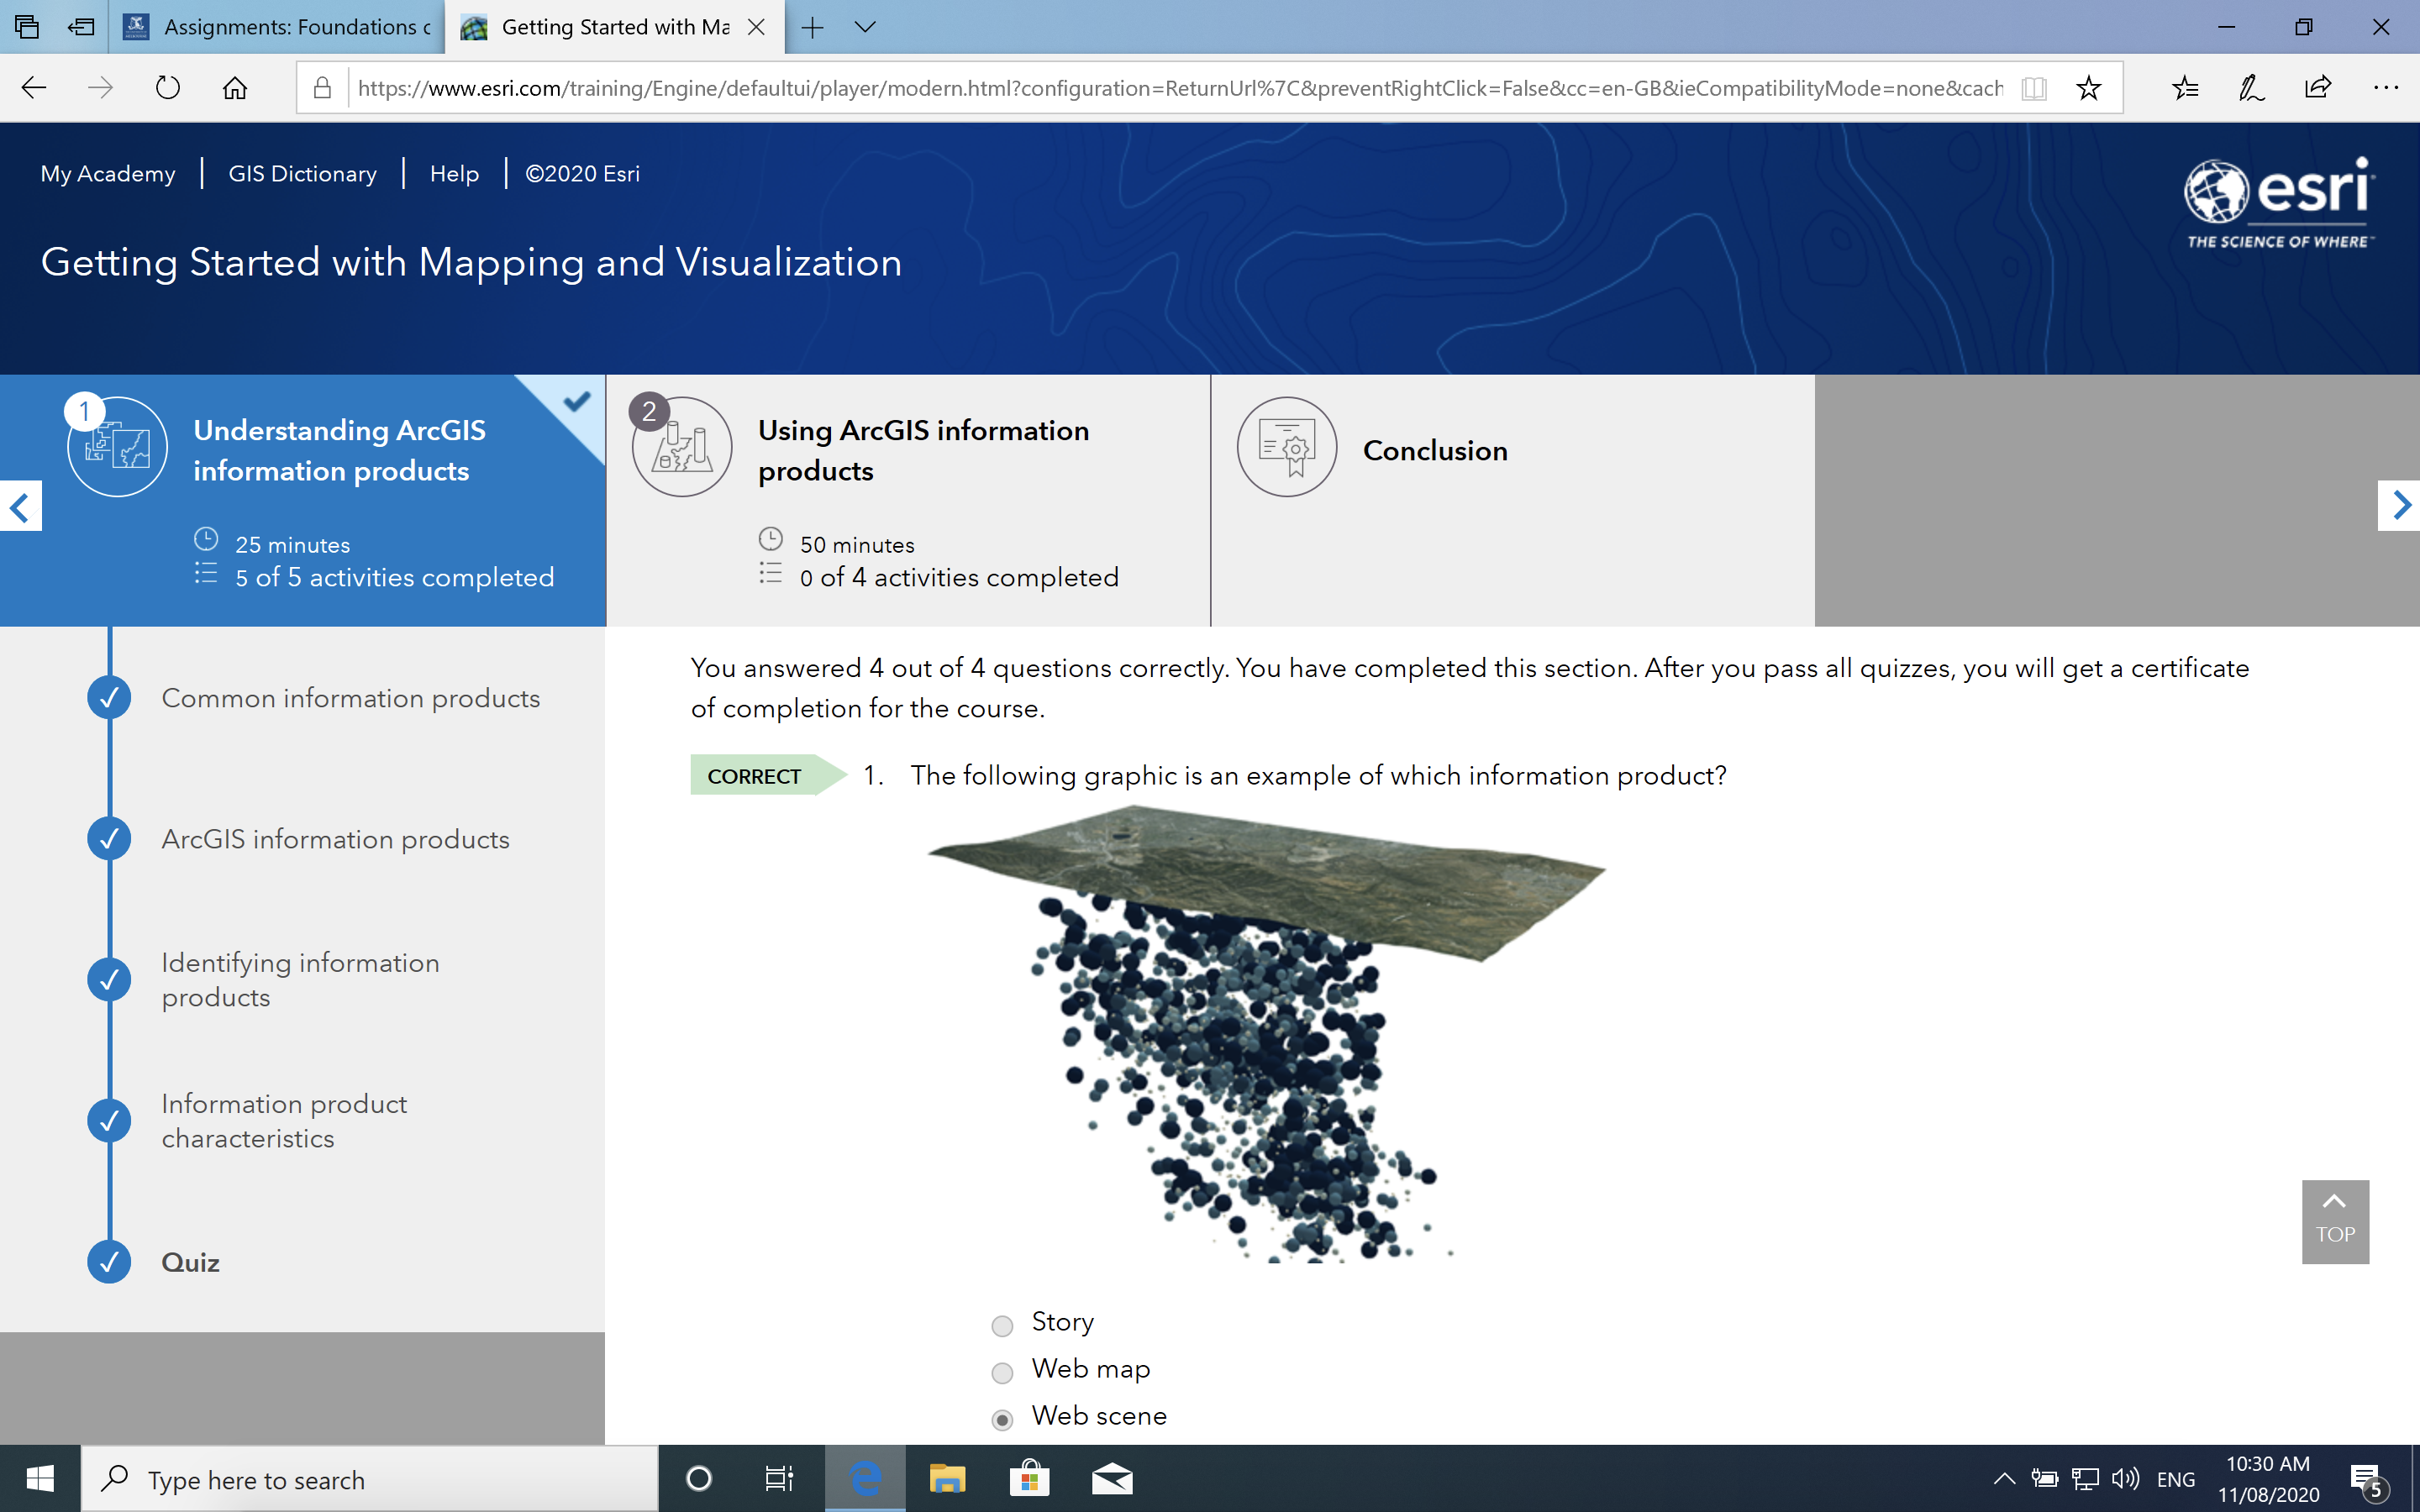 Assignments: Foundations c
Getting Started with Ma
https://www.esri.com/training/Engine/defaultui/player/modern.html?configuration=ReturnUrl%7C&preventRightClick=False&cc=en-GB&ieCompatibilityMode=none&cach
My Academy | GIS Dictionary | Help | ©2020 Esri
esri
THE SCIENCE OF WHERE™
Getting Started with Mapping and Visualization
1
Understanding ArcGIS
information products
25 minutes
5 of 5 activities completed
2
Using ArcGIS information
products
50 minutes
0 of 4 activities completed
Conclusion
Common information products
ArcGIS information products
Identifying information
products
Information product
characteristics
Quiz
You answered 4 out of 4 questions correctly. You have completed this section. After you pass all quizzes, you will get a certificate
of completion for the course.
CORRECT 1. The following graphic is an example of which information product?
Story
Web map
Web scene
TOP
Type here to search
ENG
10:30 AM
11/08/2020
5